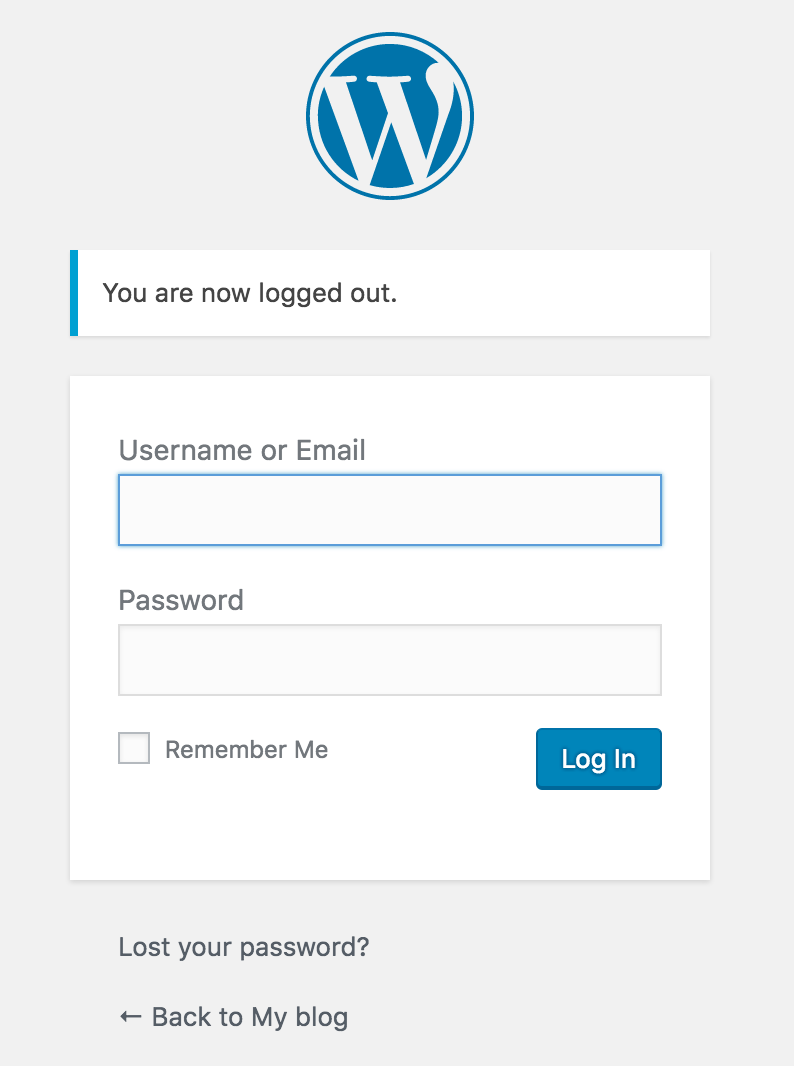 You are now logged out.
Username or Email
Password
Remember Me
Log In
Lost your password?
← Back to My blog